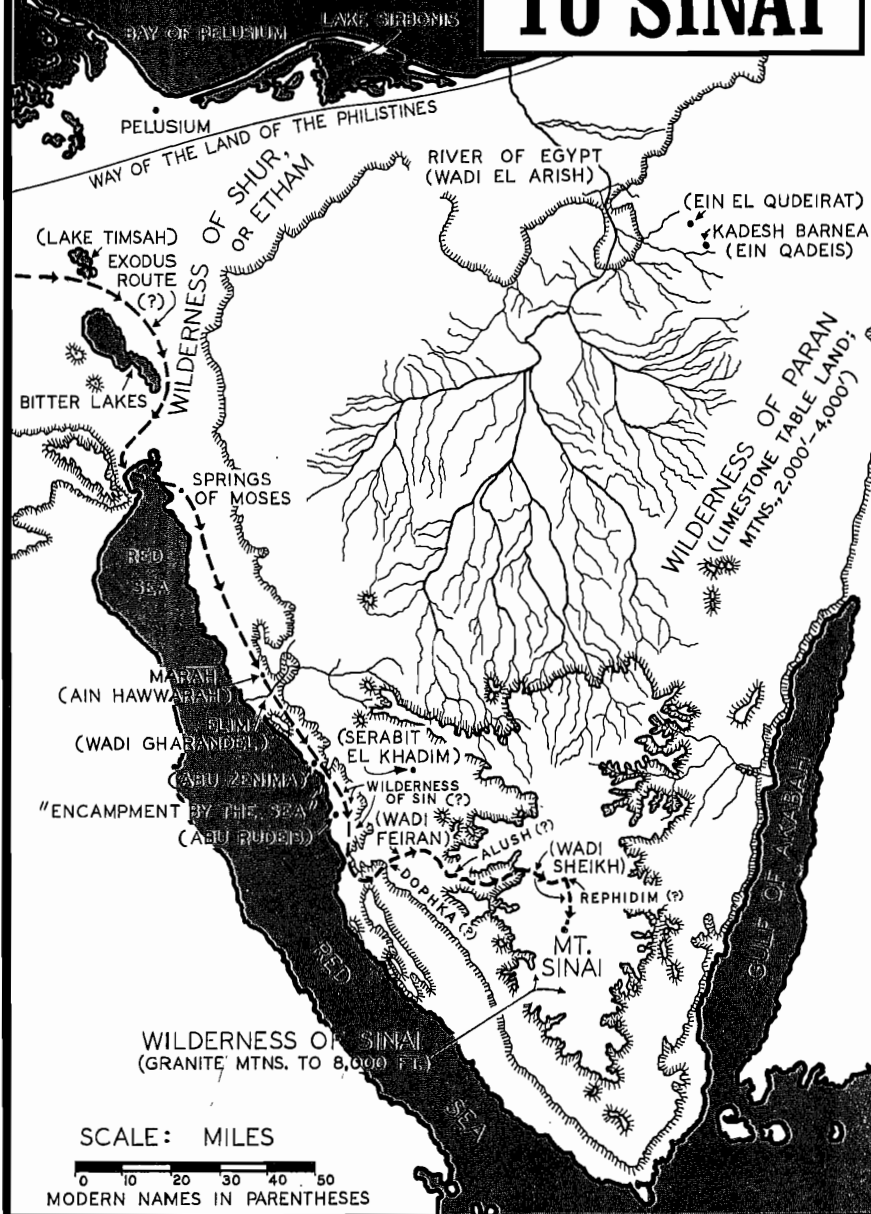 TO SINAI
LAKE SIRBONIS
BAY OF PELUSIUM
PELUSIUM
WAY OF THE LAND OF THE PHILISTINES
WILDERNESS OF SHUR,
OR ETHAM
RIVER OF EGYPT
(WADI EL ARISH)
(EIN EL QUDEIRAT)
KADESH BARNEA
(EIN QADEIS)
(LAKE TIMSAH)
EXODUS
ROUTE
(?)
BITTER LAKES
WILDERNESS OF PARAN
(LIMESTONE TABLE LAND;
MTNS., 2,000'-4,000')
SPRINGS
OF MOSES
RED
SEA
MARAH
(AIN HAWWARAH)
ELIM
(WADI GHARANDEL)
(SERABIT
EL KHADIM)
(ABU ZENIMA)
WILDERNESS
OF SIN (?)
"ENCAMPMENT BY THE SEA"
(ABU RUDEIS)
(WADI
FEIRAN)
ALUSH (?)
(WADI
SHEIKH)
DOPHKA (?)
REPHIDIM (?)
MT.
SINAI
GULF OF AKABAH
RED
SEA
WILDERNESS OF SINAI
(GRANITE MTNS. TO 8,000 FT.)
SCALE: MILES
0 10 20 30 40 50
MODERN NAMES IN PARENTHESES